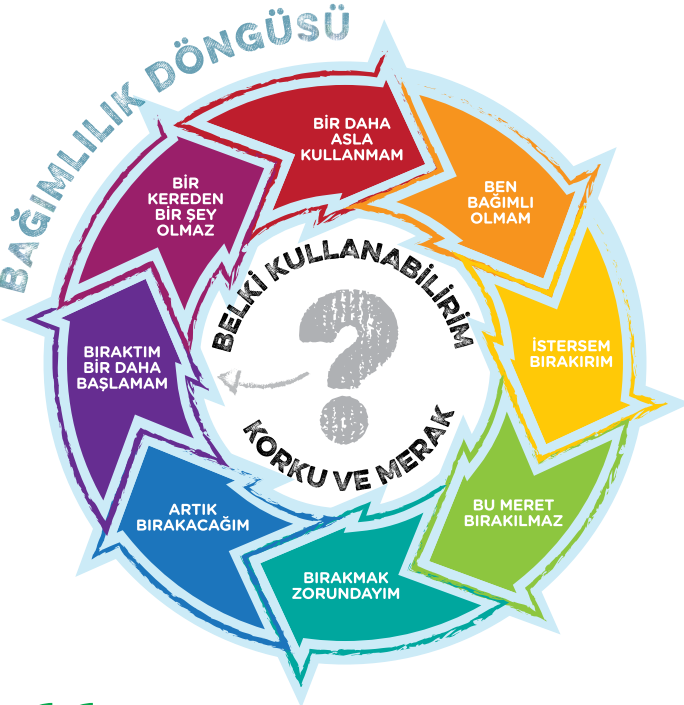 BAĞIMLILIK DÖNGÜSÜ
BİR DAHA
ASLA
KULLANMAM
BEN
BAĞIMLI
OLMAM
İSTERSEM
BIRAKIRIM
BU MERET
BIRAKILMAZ
BIRAKMAK
ZORUNDAYIM
ARTIK
BIRAKACAĞIM
BIRAKTIM
BİR DAHA
BAŞLAMAM
BİR
KEREDEN
BİR ŞEY
OLMAZ
BELKİ KULLANABİLİRİM
?
KORKU VE MERAK